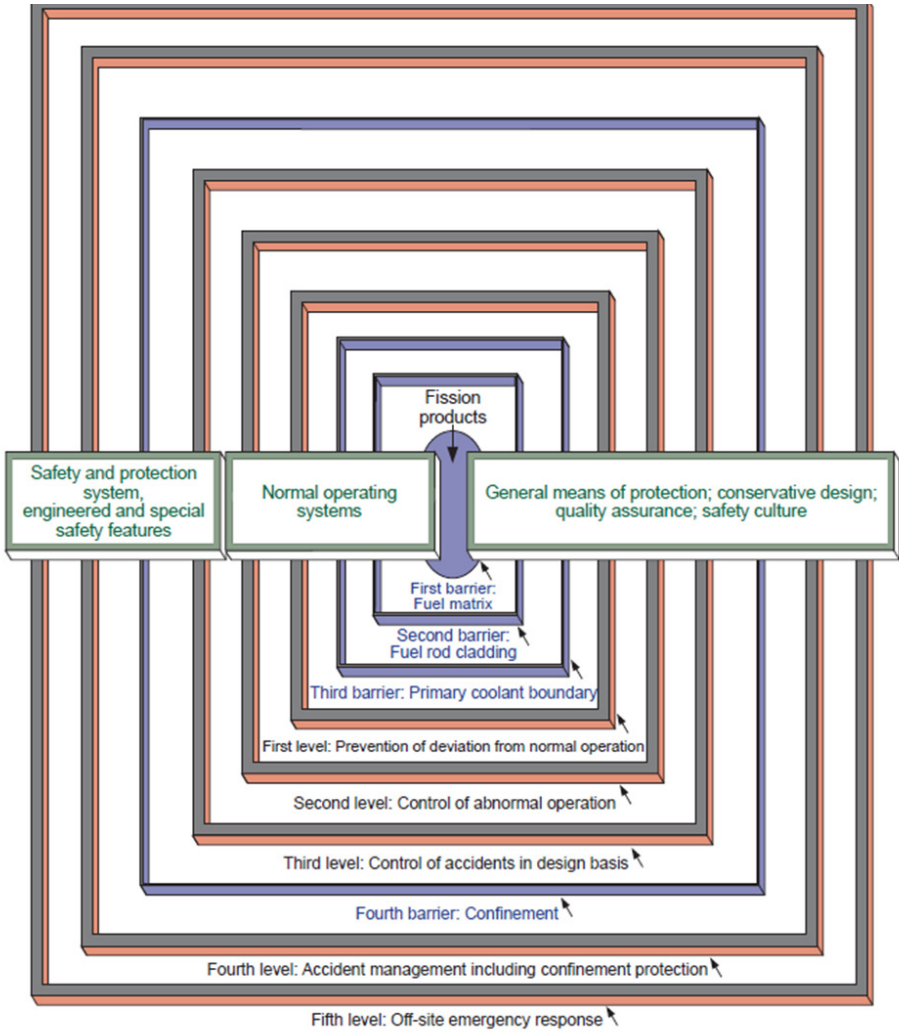 Fission
products
Safety and protection
system,
engineered and special
safety features
Normal operating
systems
General means of protection; conservative design;
quality assurance; safety culture
First barrier:
Fuel matrix
Second barrier:
Fuel rod cladding
Third barrier: Primary coolant boundary
First level: Prevention of deviation from normal operation
Second level: Control of abnormal operation
Third level: Control of accidents in design basis
Fourth barrier: Confinement
Fourth level: Accident management including confinement protection
Fifth level: Off-site emergency response